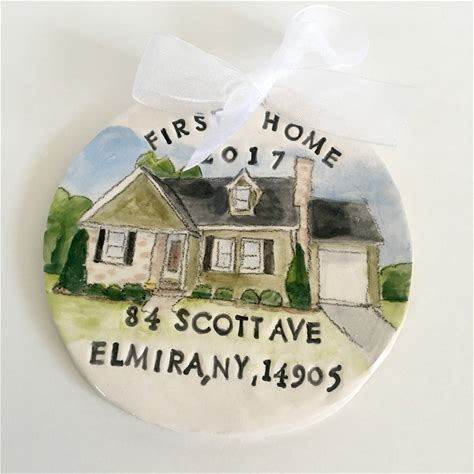 FIRST HOME
2017
84 SCOTT AVE
ELMIRA, NY, 14905